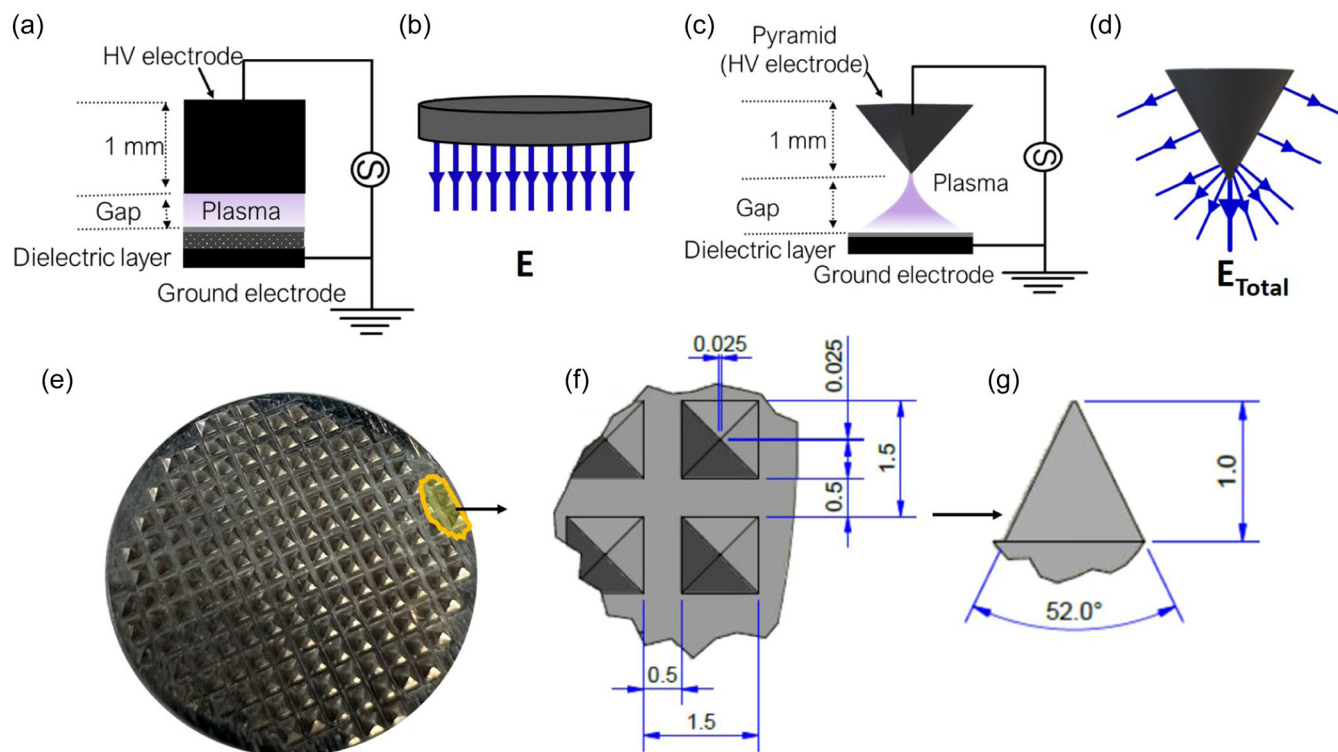 (a)
HV electrode
1 mm
Gap
Plasma
Dielectric layer
Ground electrode
S
(b)
E
(c)
Pyramid
(HV electrode)
1 mm
Plasma
Gap
Dielectric layer
Ground electrode
S
(d)
E Total
(e)
(f)
0.025
0.025
1.5
0.5
0.5
1.5
(g)
1.0
52.0°